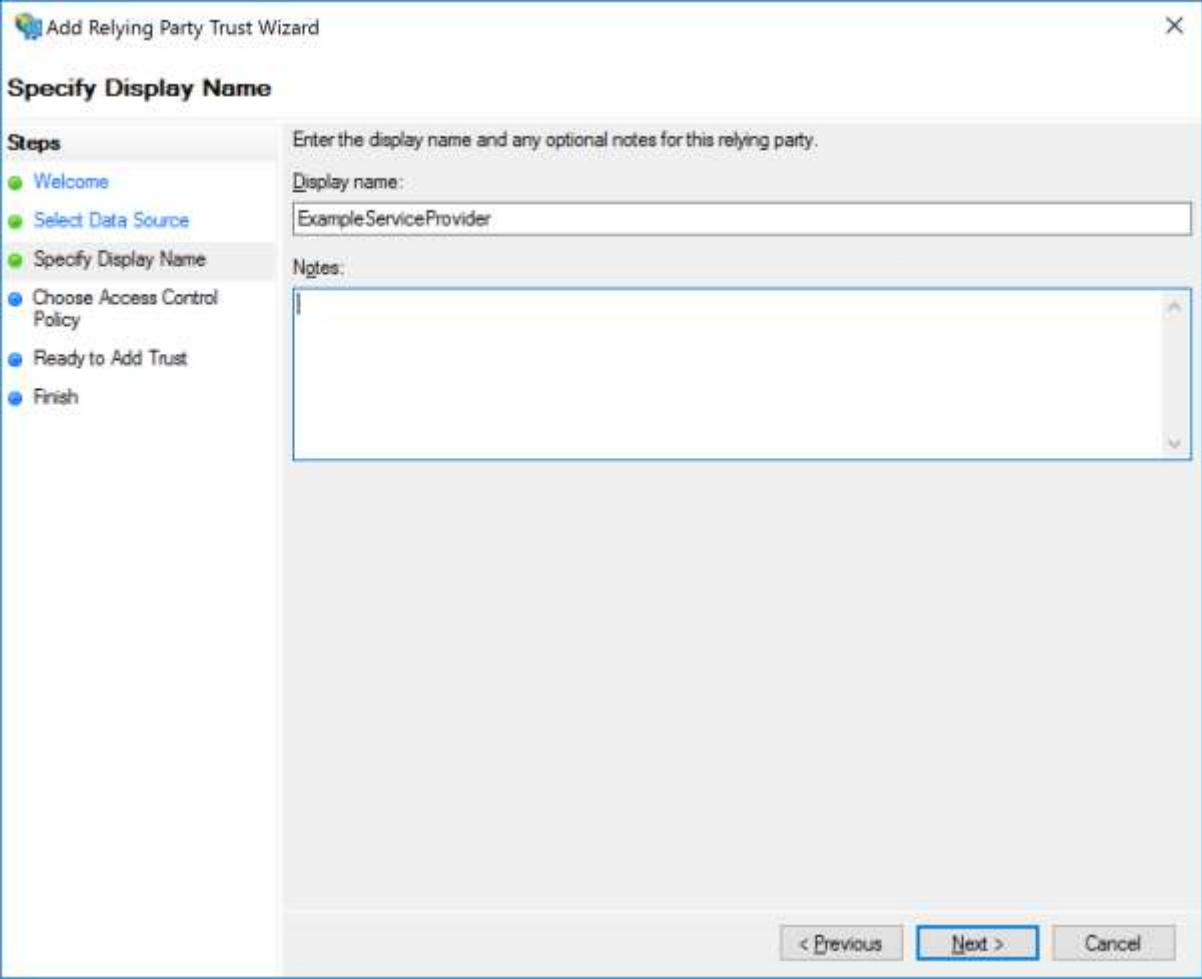 Add Relying Party Trust Wizard
Specify Display Name
Steps
Welcome
Select Data Source
Specify Display Name
Choose Access Control
Policy
Ready to Add Trust
Finish
Enter the display name and any optional notes for this relying party.
Display name:
ExampleServiceProvider
Notes:
< Previous
Next >
Cancel